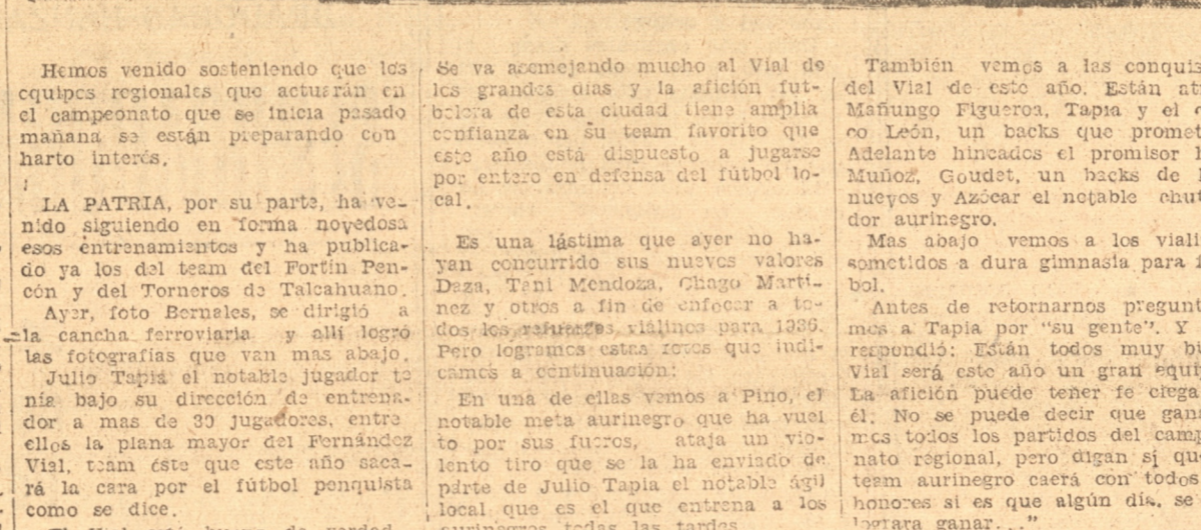 Hemos venido sosteniendo que los
equipos regionales que actuarán en
el campeonato que se inicia pasado
mañana se están preparando con
harto interés.
LA PATRIA, por su parte, ha ve-
nido siguiendo en forma novedosa
esos entrenamientos y ha publica-
do ya los del team del Fortín Pen-
cón y del Torneros de Talcahuano.
Ayer, foto Bernales, se dirigió a
la cancha ferroviaria y allí logró
las fotografías que van mas abajo.
Julio Tapia el notable jugador te
nía bajo su dirección de entrena-
dor a mas de 30 jugadores, entre
ellos la plana mayor del Fernández
Vial, team éste que este año saca-
rá la cara por el fútbol penquista
como se dice.
Se va asemejando mucho al Vial de
los grandes días y la afición fut-
bolera de esta ciudad tiene amplia
confianza en su team favorito que
este año está dispuesto a jugarse
por entero en defensa del fútbol lo-
cal.
Es una lástima que ayer no ha-
yan concurrido sus nuevos valores
Daza, Tani Mendoza, Chago Martí-
nez y otros a fin de enfocar a to-
dos los refuerzos vialinos para 1936.
Pero logramos estas fotos que indi-
camos a continuación:
En una de ellas vemos a Pino, el
notable meta aurinegro que ha vuel
to por sus fueros, ataja un vio-
lento tiro que se la ha enviado de
parte de Julio Tapia el notable ágil
local que es el que entrena a los
aurinegros todas las tardes.
También vemos a las conquis
del Vial de este año. Están at
Mañungo Figueroa, Tapia y el
co León, un backs que promet
Adelante hincados el promisor
Muñoz, Goudet, un backs de
nuevos y Azócar el notable chut
dor aurinegro.
Mas abajo vemos a los viali
sometidos a dura gimnasia para
bol.
Antes de retornarnos pregunt
mos a Tapia por "su gente". Y
respondió: Están todos muy bi
Vial será este año un gran equi
La afición puede tener fe ciega
él. No se puede decir que gan
mos todos los partidos del camp
nato regional, pero digan sí que
team aurinegro caerá con todos
honores si es que algún día, se
lograra ganar..."